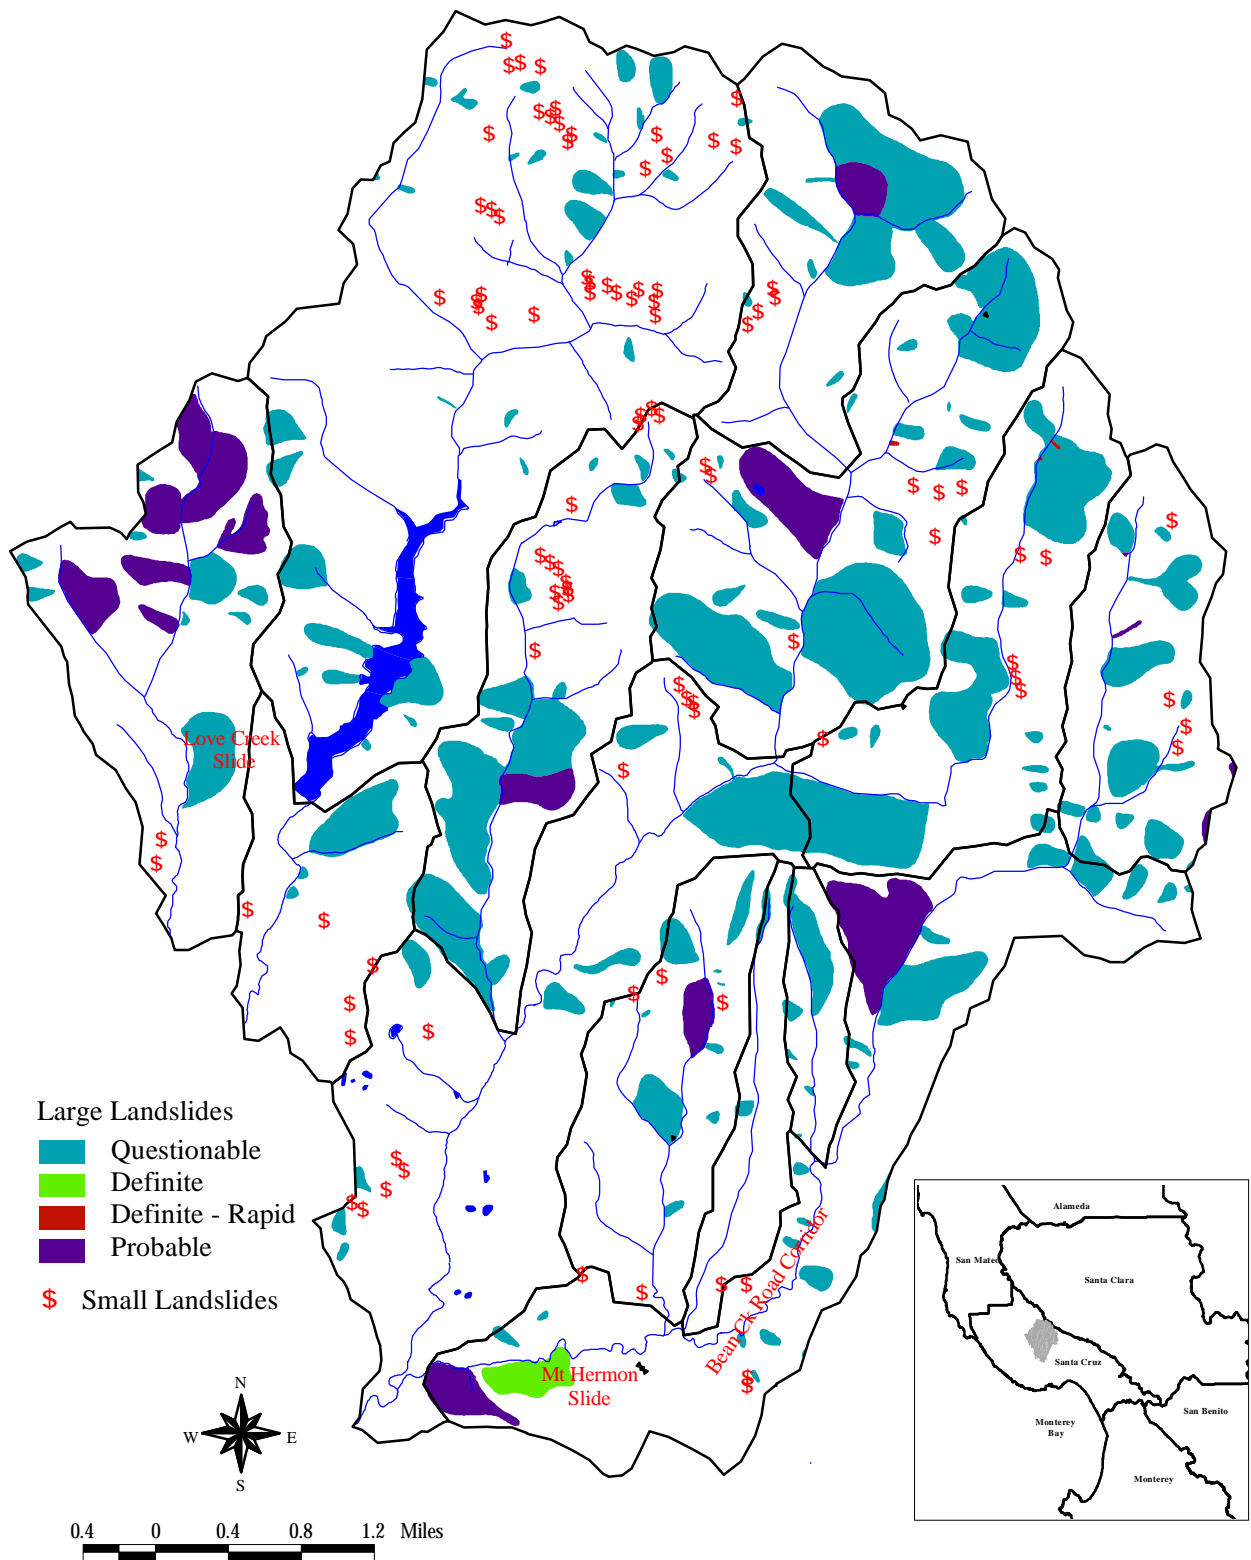 Love Creek
Slide
Large Landslides
Questionable
Definite
Definite - Rapid
Probable
$ Small Landslides
Bean Ck Road Corridor
Mt Hermon
Slide
N
W E
S
0.4 0 0.4 0.8 1.2 Miles
Alameda
San Mateo
Santa Clara
Santa Cruz
San Benito
Monterey
Bay
Monterey